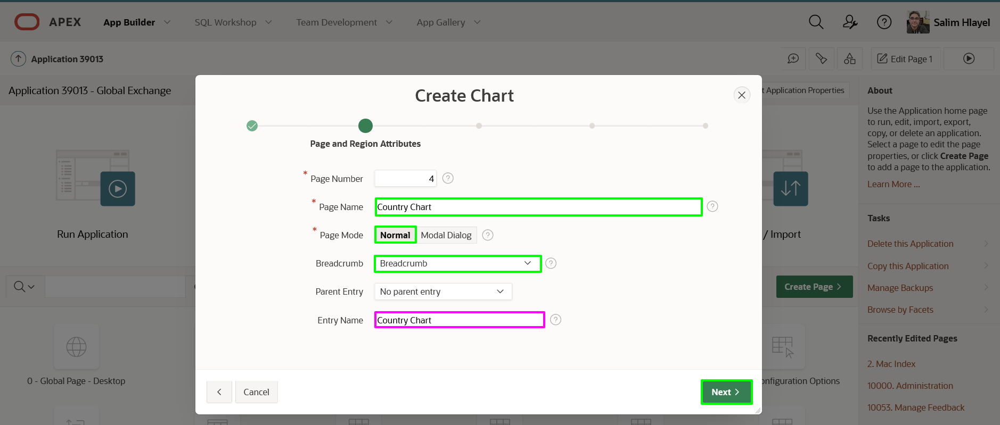 APEX App Builder SQL Workshop Team Development App Gallery Salim Hlayel
Application 39013 Edit Page 1
Application 39013 - Global Exchange
t Application Properties
About
Use the Application home page
to run, edit, import, export,
copy, or delete an application.
Select a page to edit the page
properties, or click Create Page
to add a page to the application.
Learn More ...
Create Chart
Page and Region Attributes
* Page Number 4 ?
* Page Name Country Chart ?
* Page Mode Normal Modal Dialog ?
Breadcrumb Breadcrumb ?
Parent Entry No parent entry
Entry Name Country Chart ?
Cancel
Next
Run Application
/ Import
Create Page
Tasks
Delete this Application
Copy this Application
Manage Backups
Browse by Facets
Recently Edited Pages
2. Mac Index
10000. Administration
10053. Manage Feedback
0 - Global Page - Desktop
onfiguration Options